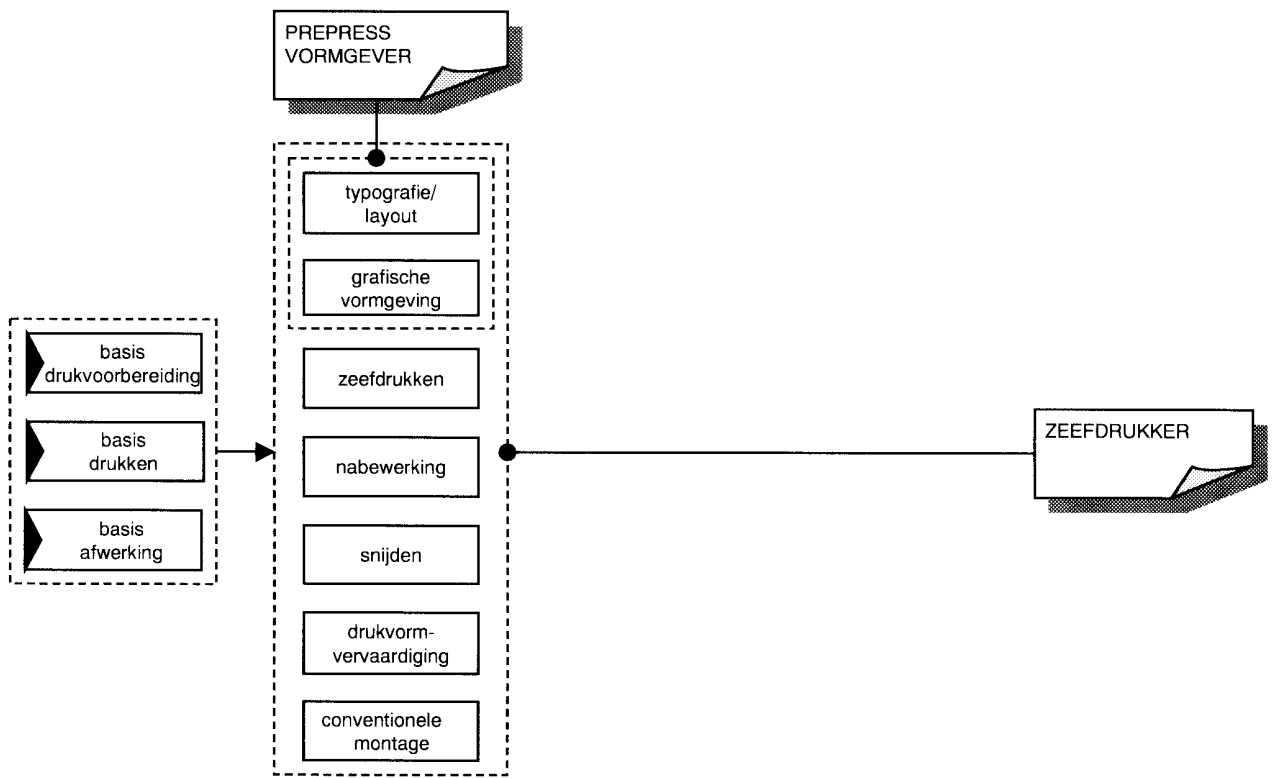 PREPRESS
VORMGEVER
typografie/
layout
grafische
vormgeving
basis
drukvoorbereiding
basis
drukken
basis
afwerking
zeefdrukken
nabewerking
snijden
drukvorm-
vervaardiging
conventionele
montage
ZEEFDRUKKER